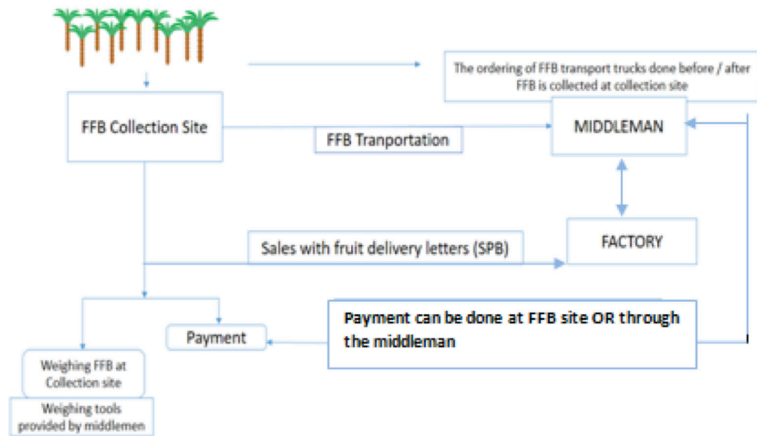 The ordering of FFB transport trucks done before / after
FFB is collected at collection site
FFB Collection Site
MIDDLEMAN
FFB Tranportation
Sales with fruit delivery letters (SPB)
FACTORY
Payment can be done at FFB site OR through
the middleman
Payment
Weighing FFB at
Collection site
Weighing tools
provided by middlemen